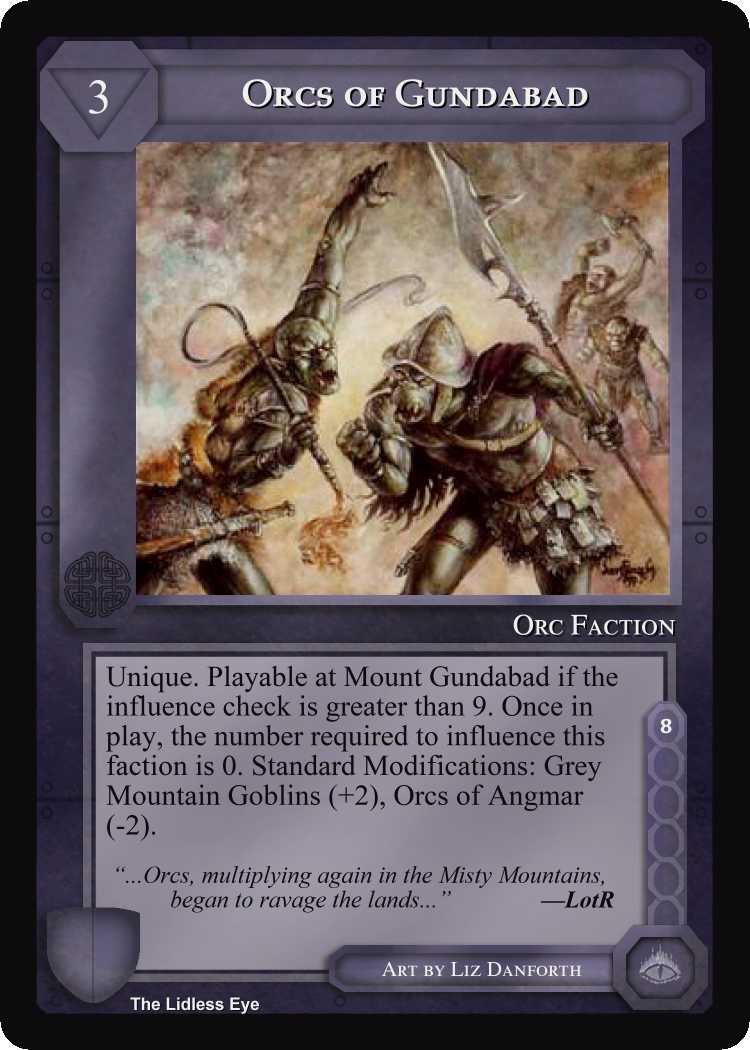 3
Orcs of Gundabad
Orc Faction
Unique. Playable at Mount Gundabad if the
influence check is greater than 9. Once in
play, the number required to influence this
faction is 0. Standard Modifications: Grey
Mountain Goblins (+2), Orcs of Angmar
(-2).
8
“...Orcs, multiplying again in the Misty Mountains,
began to ravage the lands...” —LotR
Art by Liz Danforth
The Lidless Eye